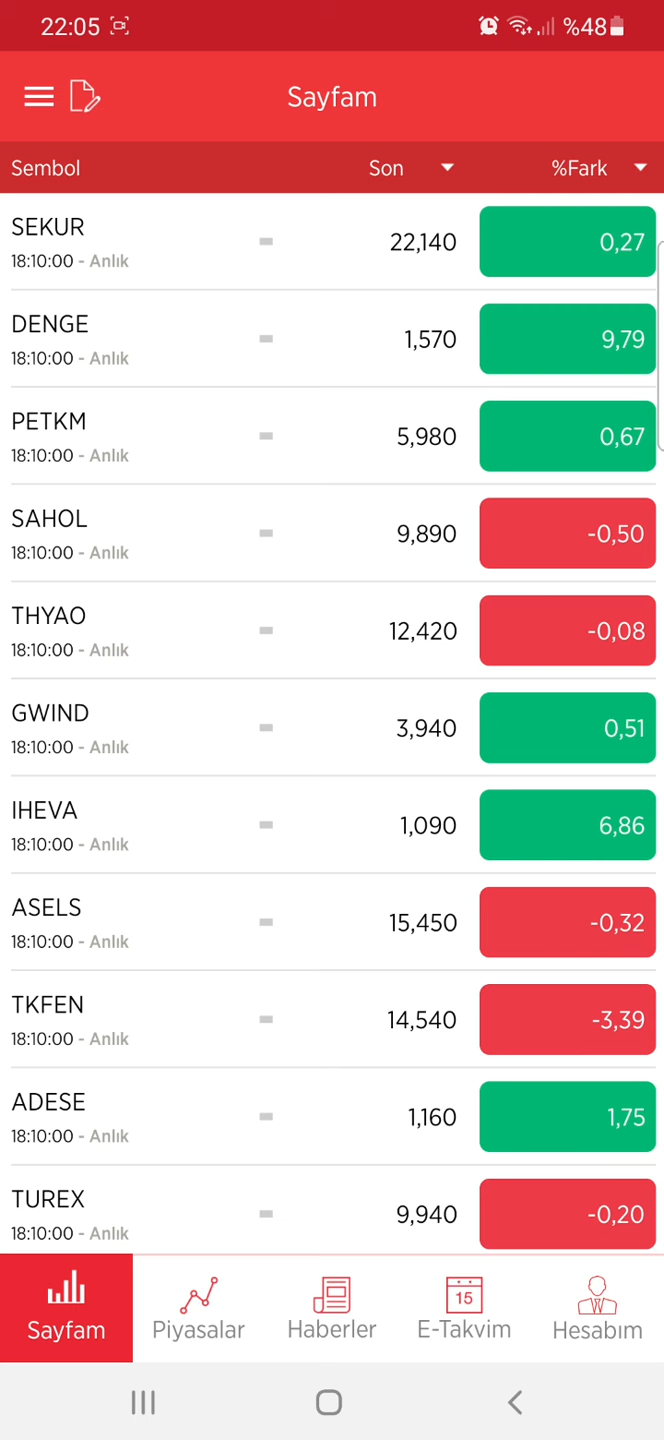 22:05 %48
Sayfam
Sembol Son %Fark
SEKUR
22,140 0,27
18:10:00 - Anlık
DENGE
1,570 9,79
18:10:00 - Anlık
PETKM
5,980 0,67
18:10:00 - Anlık
SAHOL
9,890 -0,50
18:10:00 - Anlık
THYAO
12,420 -0,08
18:10:00 - Anlık
GWIND
3,940 0,51
18:10:00 - Anlık
IHEVA
1,090 6,86
18:10:00 - Anlık
ASELS
15,450 -0,32
18:10:00 - Anlık
TKFEN
14,540 -3,39
18:10:00 - Anlık
ADESE
1,160 1,75
18:10:00 - Anlık
TUREX
9,940 -0,20
18:10:00 - Anlık
15
Sayfam Piyasalar Haberler E-Takvim Hesabım